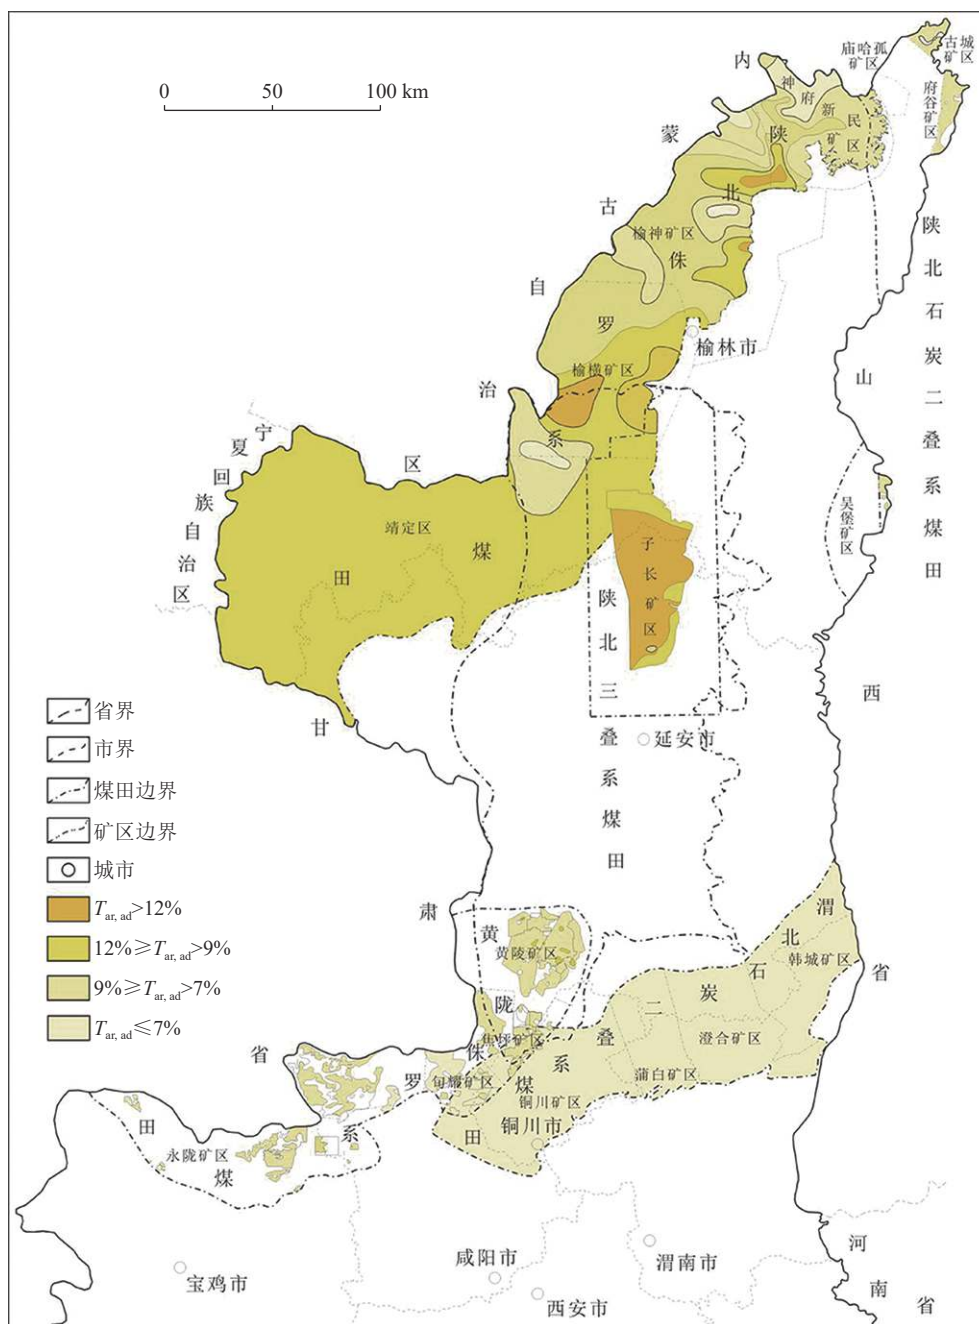 0 50 100 km
内
蒙
古
自
治
区
宁
夏
回
族
自
治
区
庙哈孤
矿区
古城
矿区
府谷矿区
神
府
新
民
矿
区
陕
北
侏
罗
系
煤
田
榆神矿区
榆横矿区
靖定区
榆林市
陕
北
石
炭
二
叠
系
煤
田
山
西
省
吴堡矿区
子
长
矿
区
陕
北
三
叠
系
煤
田
延安市
甘
肃
省
省界
市界
煤田边界
矿区边界
城市
T ar, ad>12%
12%≥T ar, ad>9%
9%≥T ar, ad>7%
T ar, ad≤7%
黄
黄陵矿区
陇
焦坪矿区
侏
罗
旬耀矿区
系
煤
田
永陇矿区
渭
北
韩城矿区
石
炭
二
澄合矿区
叠
蒲白矿区
系
煤
铜川矿区
田
铜川市
咸阳市
渭南市
宝鸡市
西安市
河
南
省